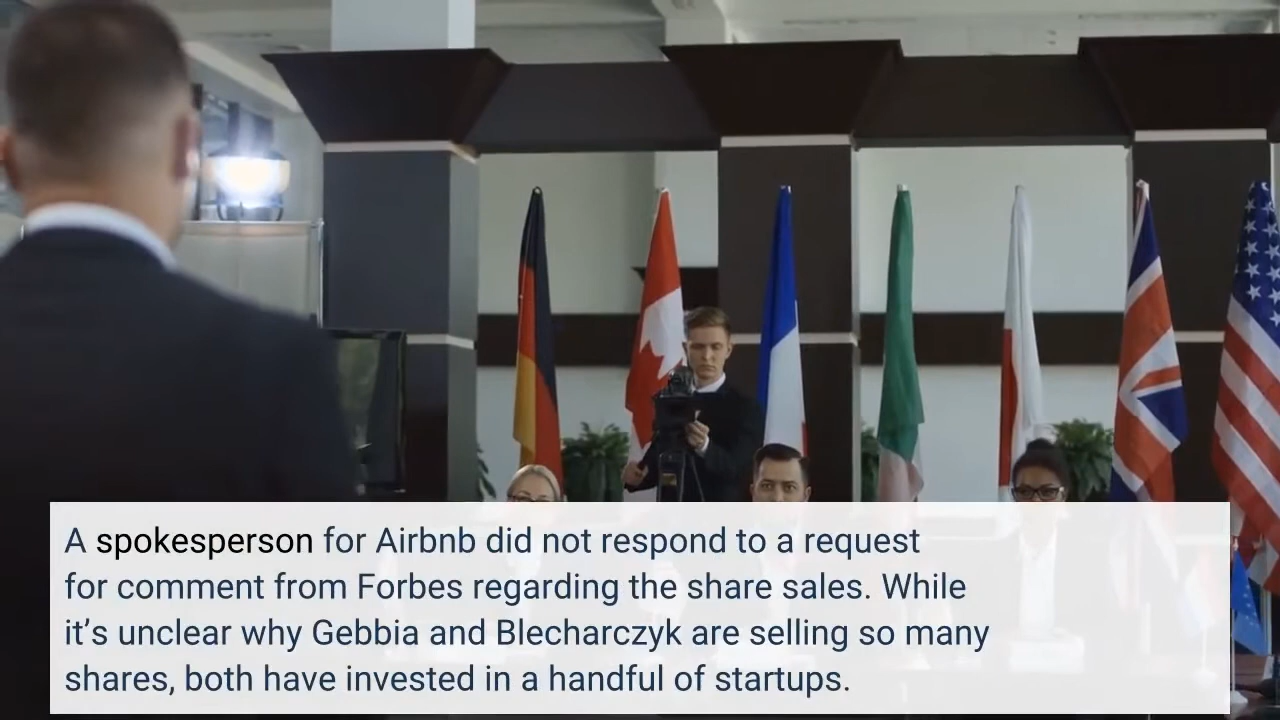 A spokesperson for Airbnb did not respond to a request
for comment from Forbes regarding the share sales. While
it’s unclear why Gebbia and Blecharczyk are selling so many
shares, both have invested in a handful of startups.